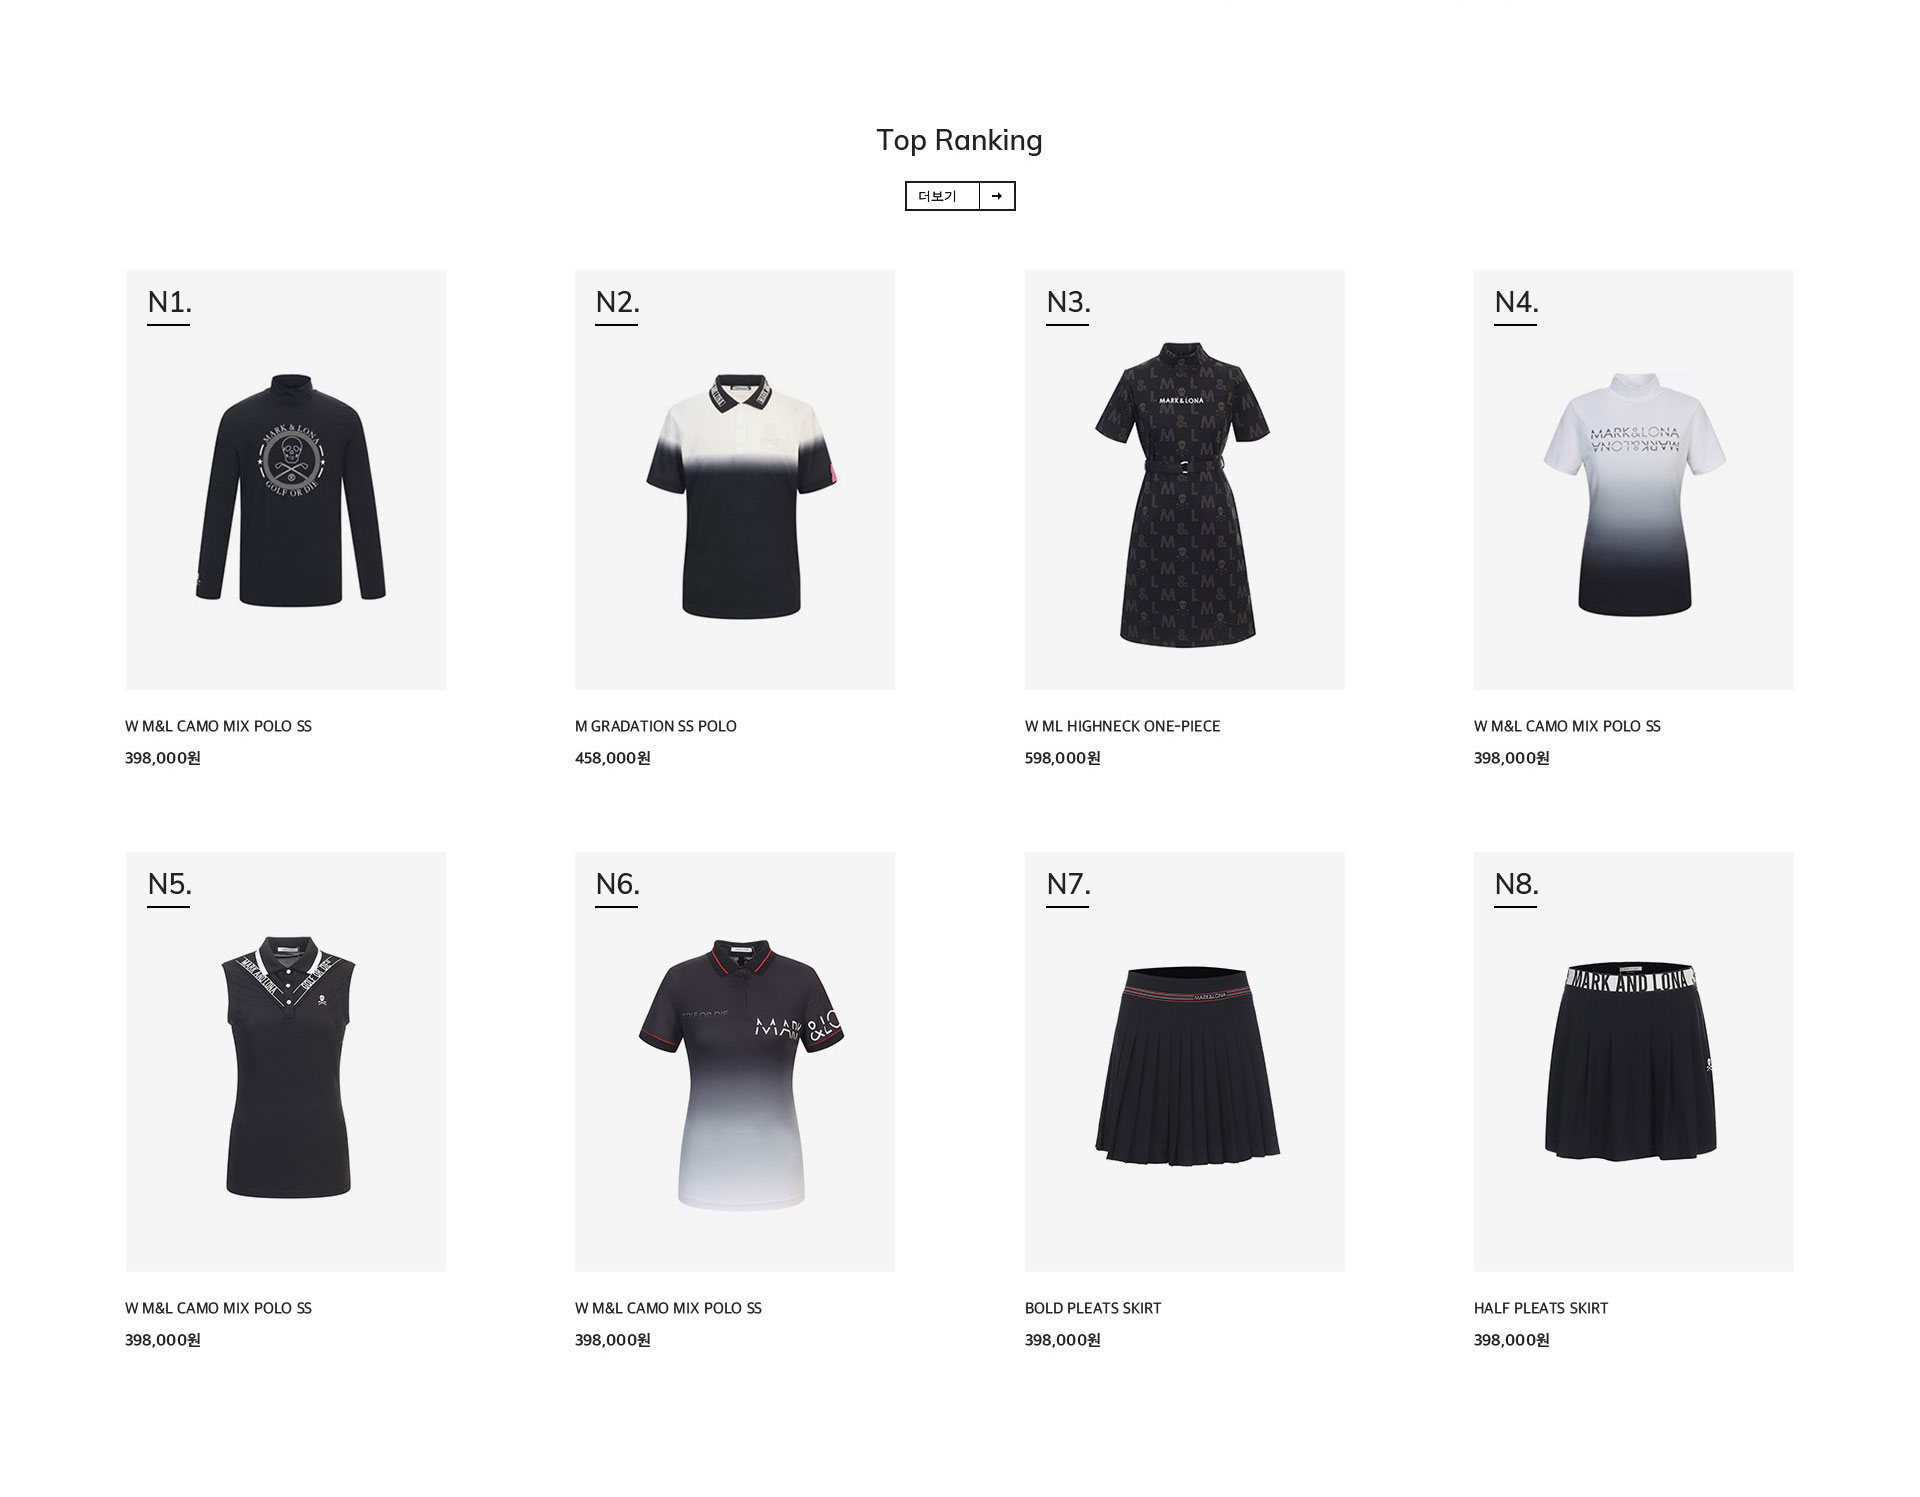 Top Ranking
더보기
N1.
MARK & LONA
GOLF OR DIE
W M&L CAMO MIX POLO SS
398,000원
N2.
M GRADATION SS POLO
458,000원
N3.
MARK&LONA
W ML HIGHNECK ONE-PIECE
598,000원
N4.
MARK&LONA
MARK&LONA
W M&L CAMO MIX POLO SS
398,000원
N5.
MARK AND LONA
GOLF OR DIE
W M&L CAMO MIX POLO SS
398,000원
N6.
GOLF OR DIE
MARK &LO
W M&L CAMO MIX POLO SS
398,000원
N7.
MARK&LONA
BOLD PLEATS SKIRT
398,000원
N8.
MARK AND LONA
HALF PLEATS SKIRT
398,000원